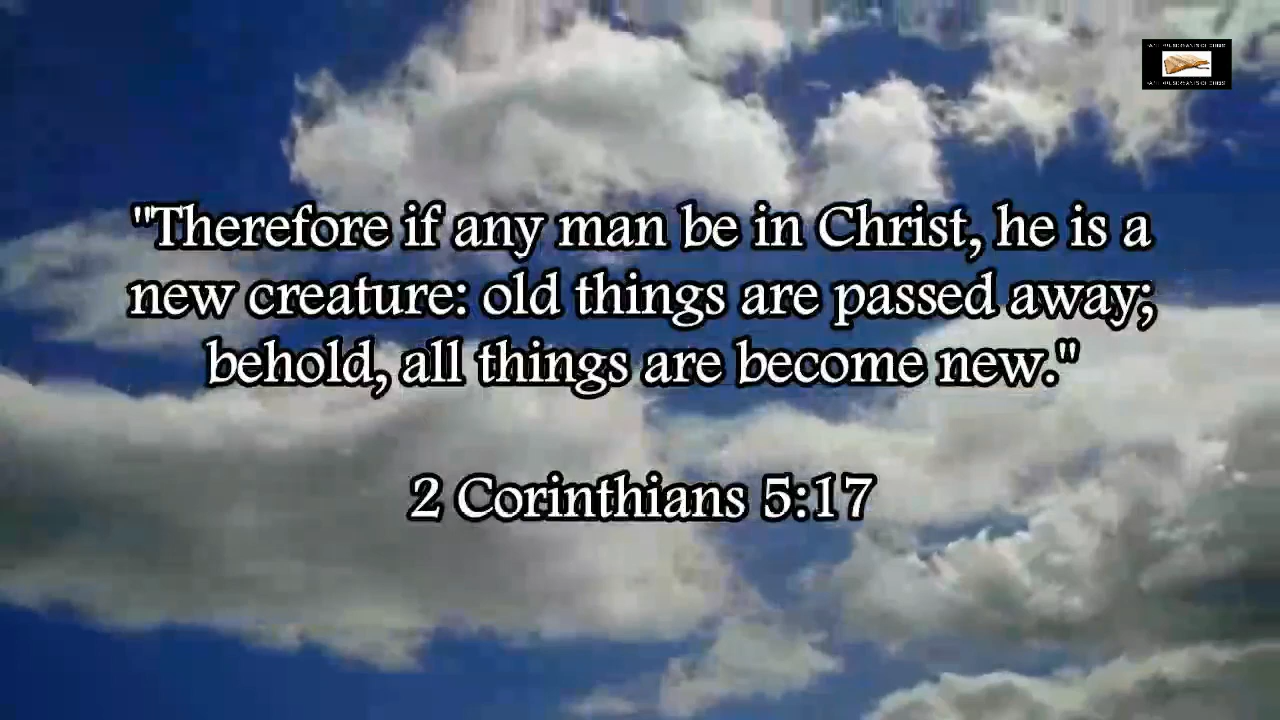 "Therefore if any man be in Christ, he is a
new creature: old things are passed away;
behold, all things are become new."
2 Corinthians 5:17